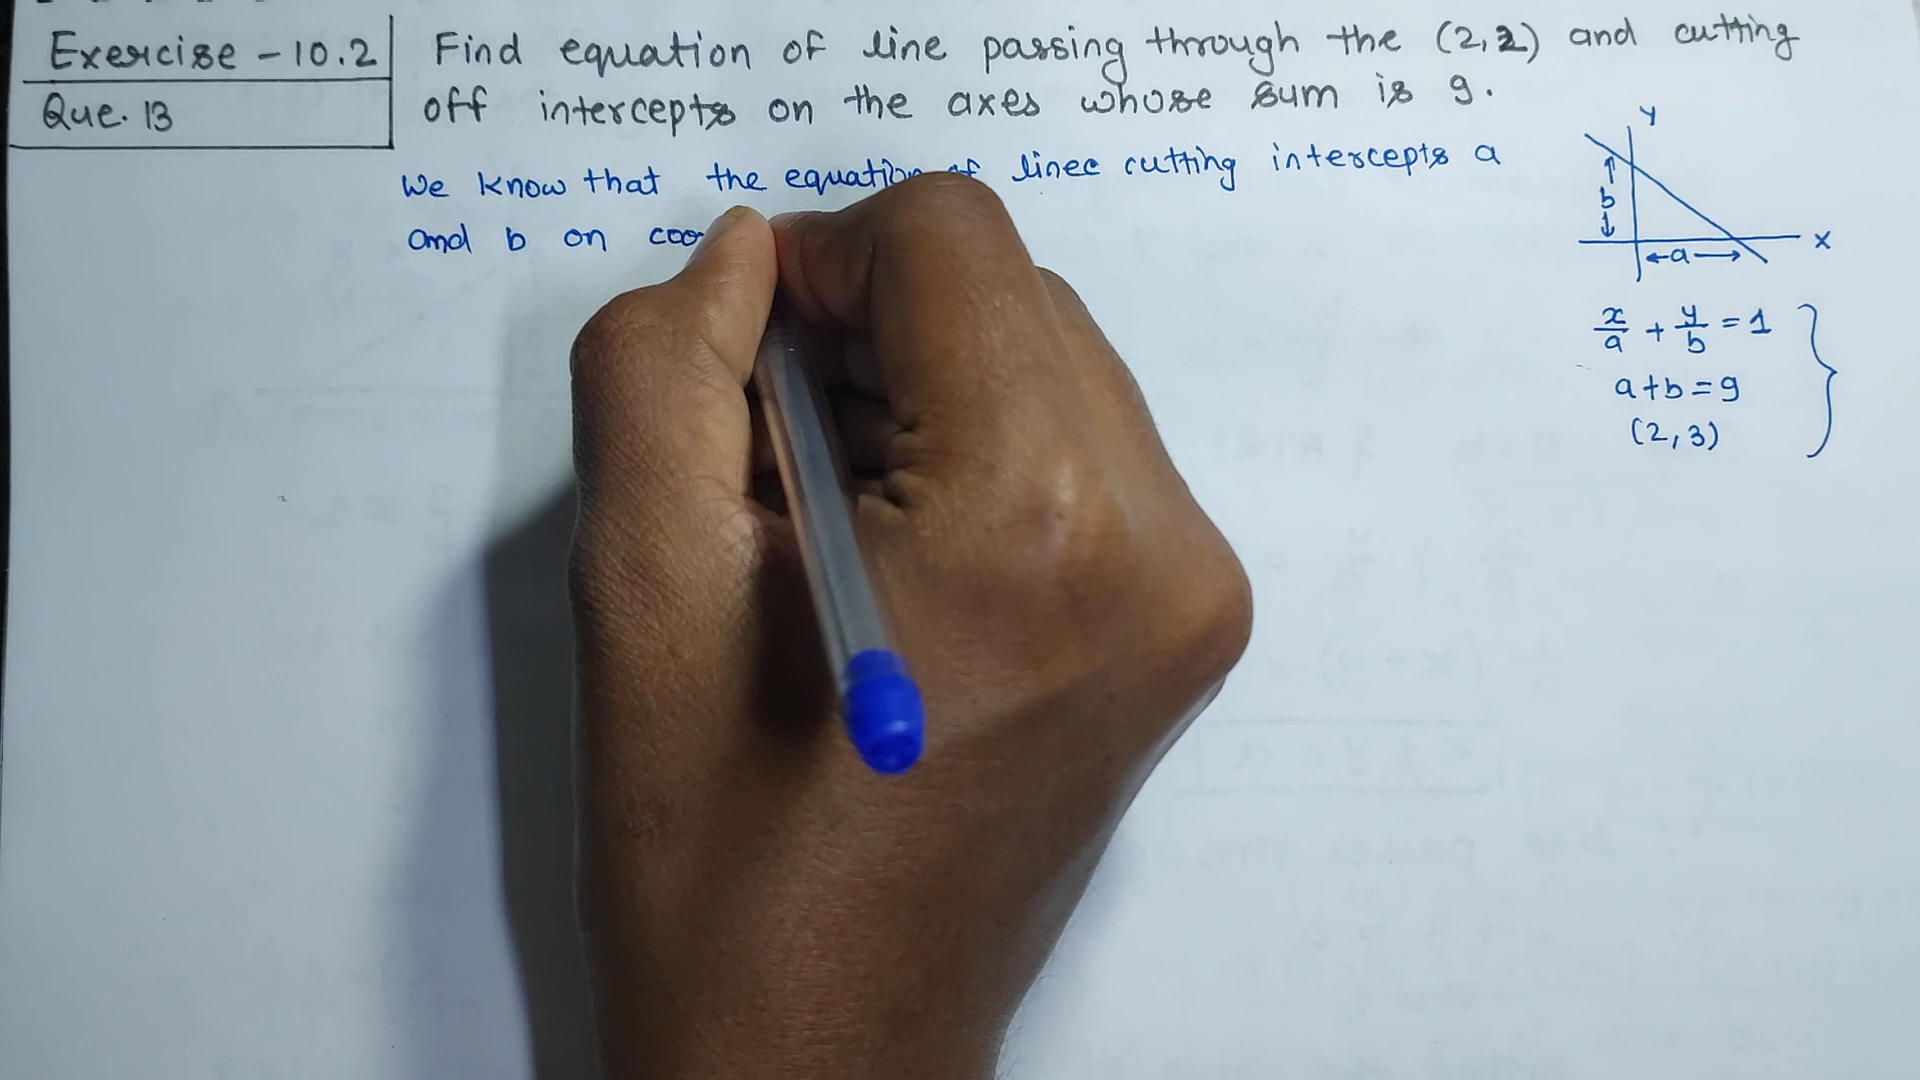 Exercise - 10.2
Que. 13
Find equation of line passing through the (2,2) and cutting
off intercepts on the axes whose sum is 9.
We know that the equation of linee cutting intercepts a
and b on
y
b
x
a
x/a + y/b = 1
a+b=9
(2,3)